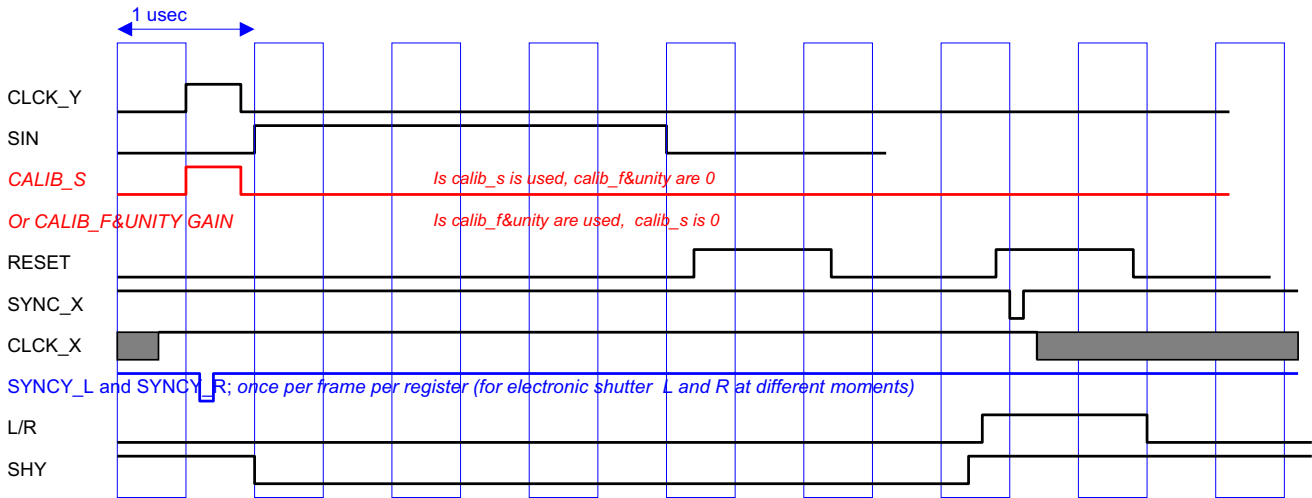 1 usec
CLCK_Y
SIN
CALIB_S Is calib_s is used, calib_f&unity are 0
Or CALIB_F&UNITY GAIN Is calib_f&unity are used, calib_s is 0
RESET
SYNC_X
CLCK_X
SYNCY_L and SYNCY_R; once per frame per register (for electronic shutter L and R at different moments)
L/R
SHY